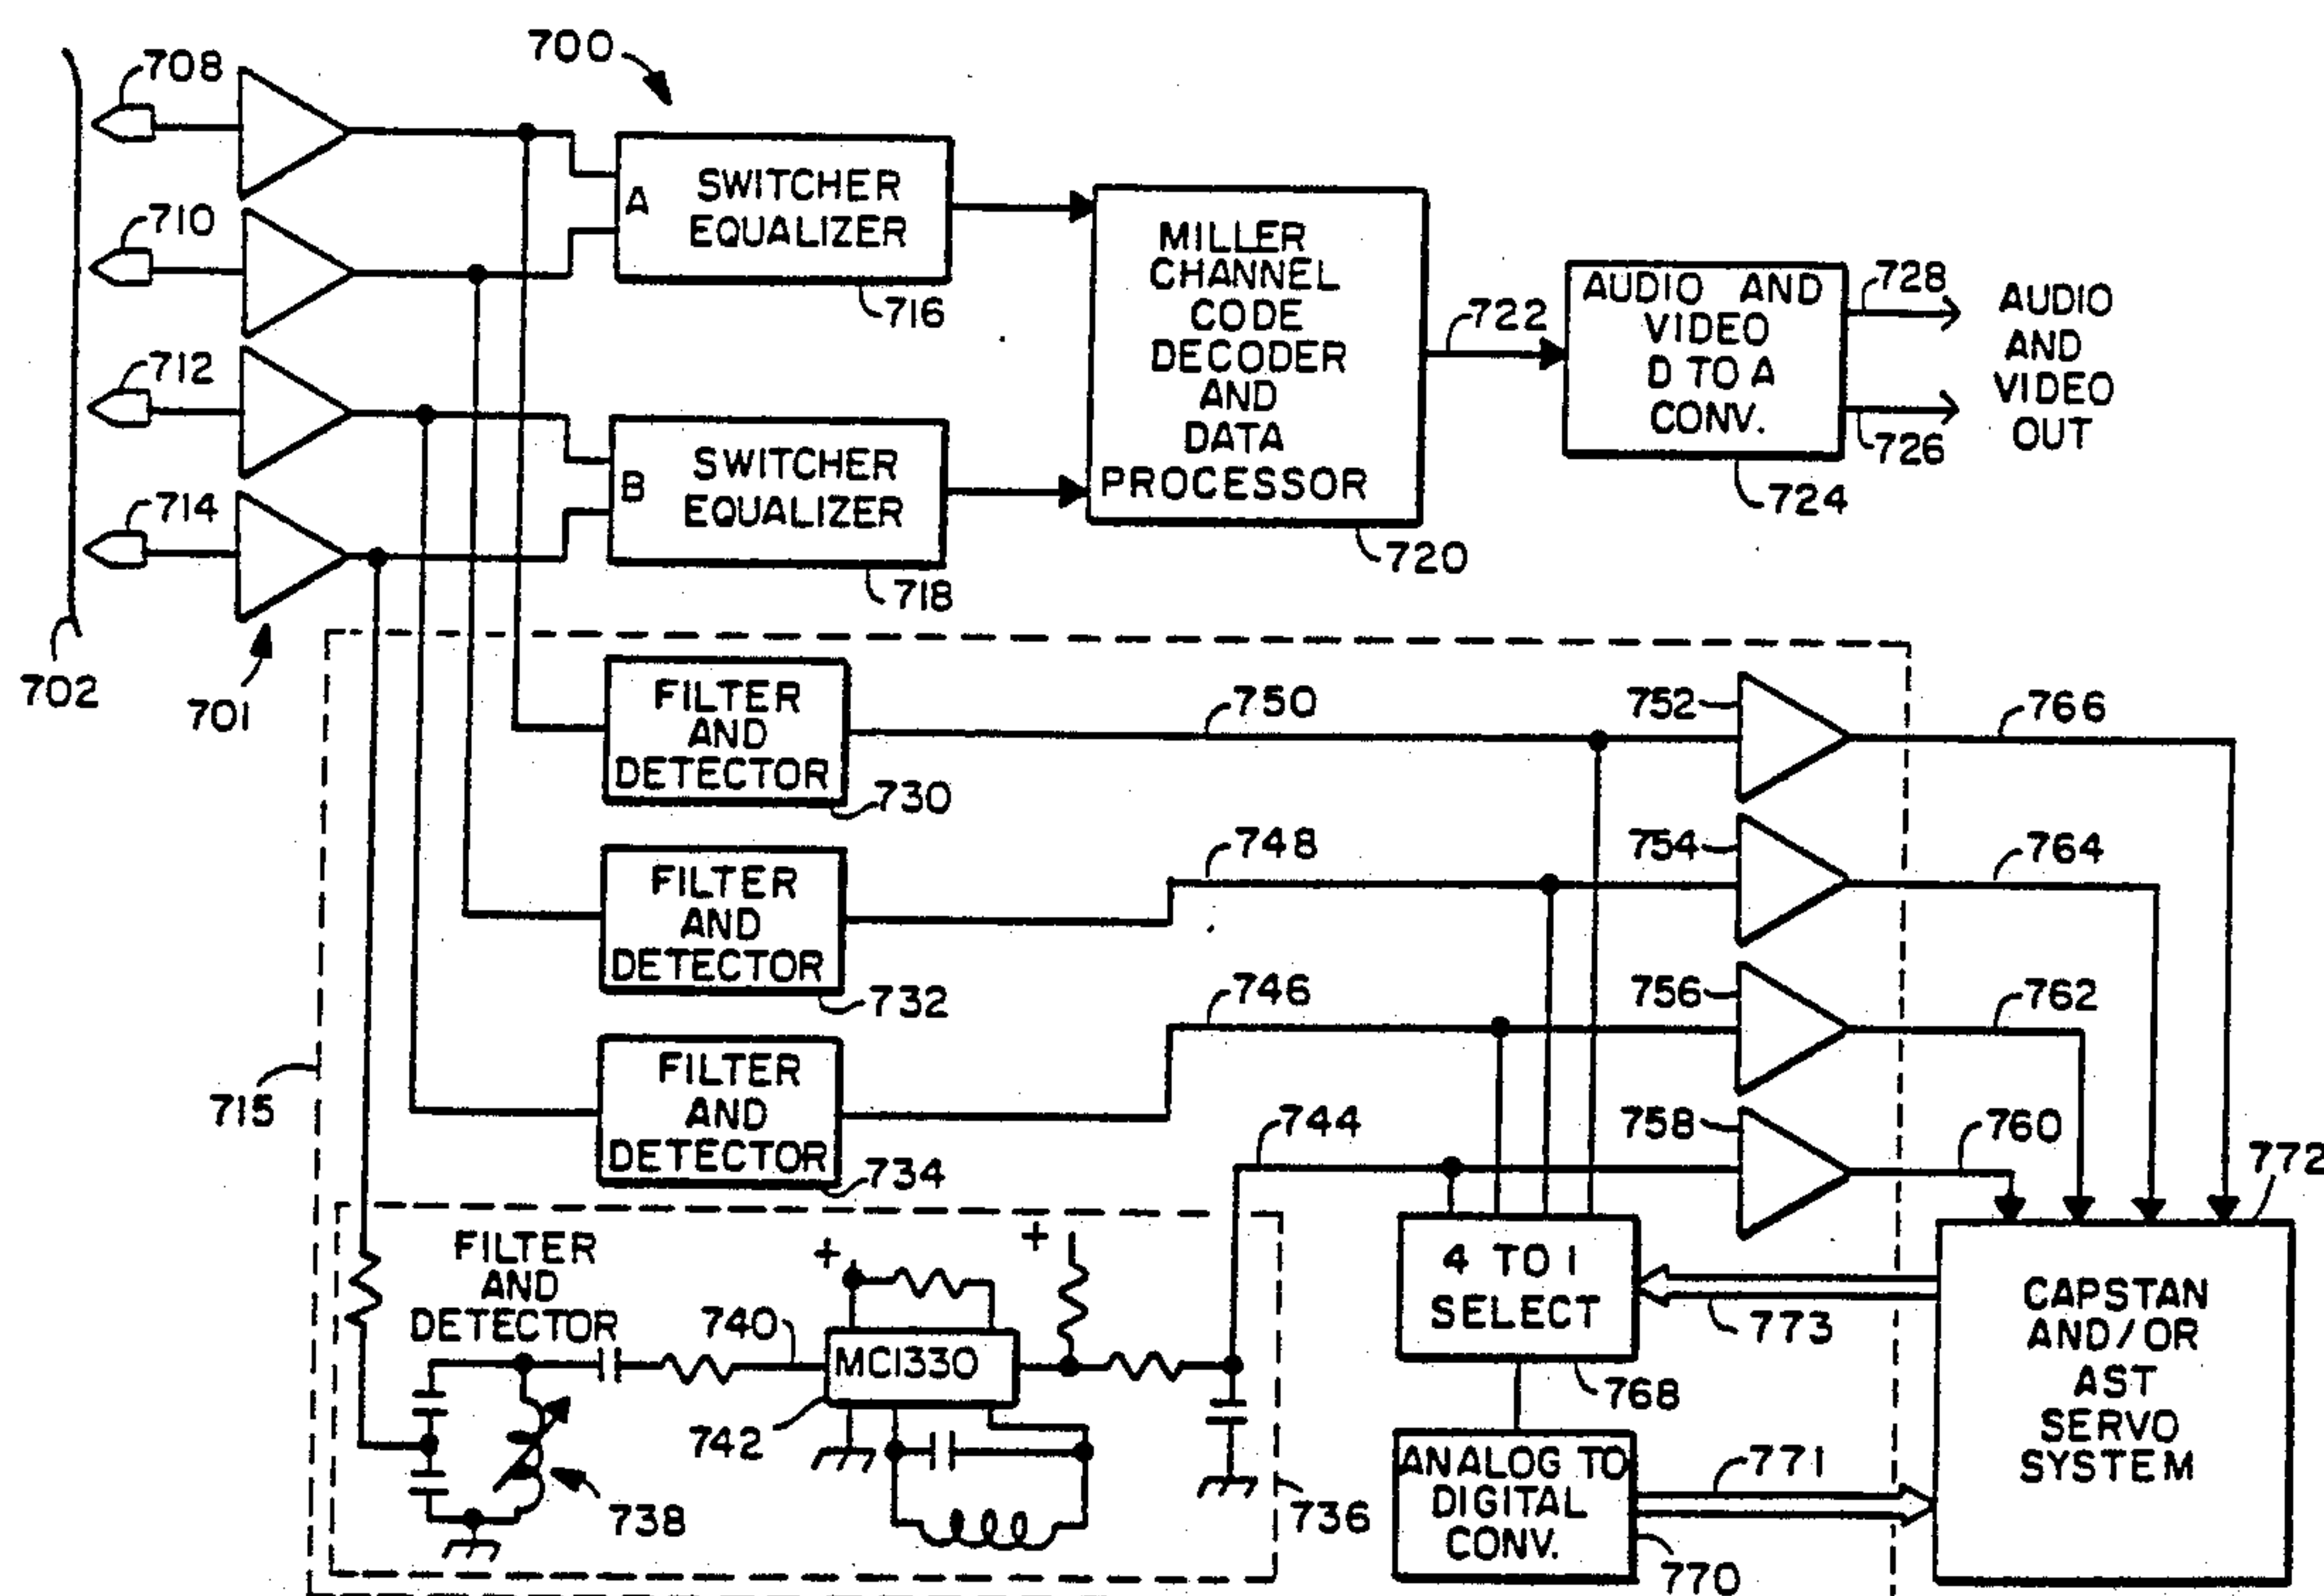 700
708
710
712
714
702
701
A
SWITCHER
EQUALIZER
716
B
SWITCHER
EQUALIZER
718
MILLER
CHANNEL
CODE
DECODER
AND
DATA
PROCESSOR
720
722
AUDIO AND
VIDEO
D TO A
CONV.
724
728
726
AUDIO
AND
VIDEO
OUT
FILTER
AND
DETECTOR
730
750
752
766
FILTER
AND
DETECTOR
732
748
754
764
FILTER
AND
DETECTOR
734
746
756
762
715
744
758
760
772
FILTER
AND
DETECTOR
738
740
+
+
MC1330
742
736
4 TO 1
SELECT
768
773
ANALOG TO
DIGITAL
CONV.
770
771
CAPSTAN
AND/OR
AST
SERVO
SYSTEM